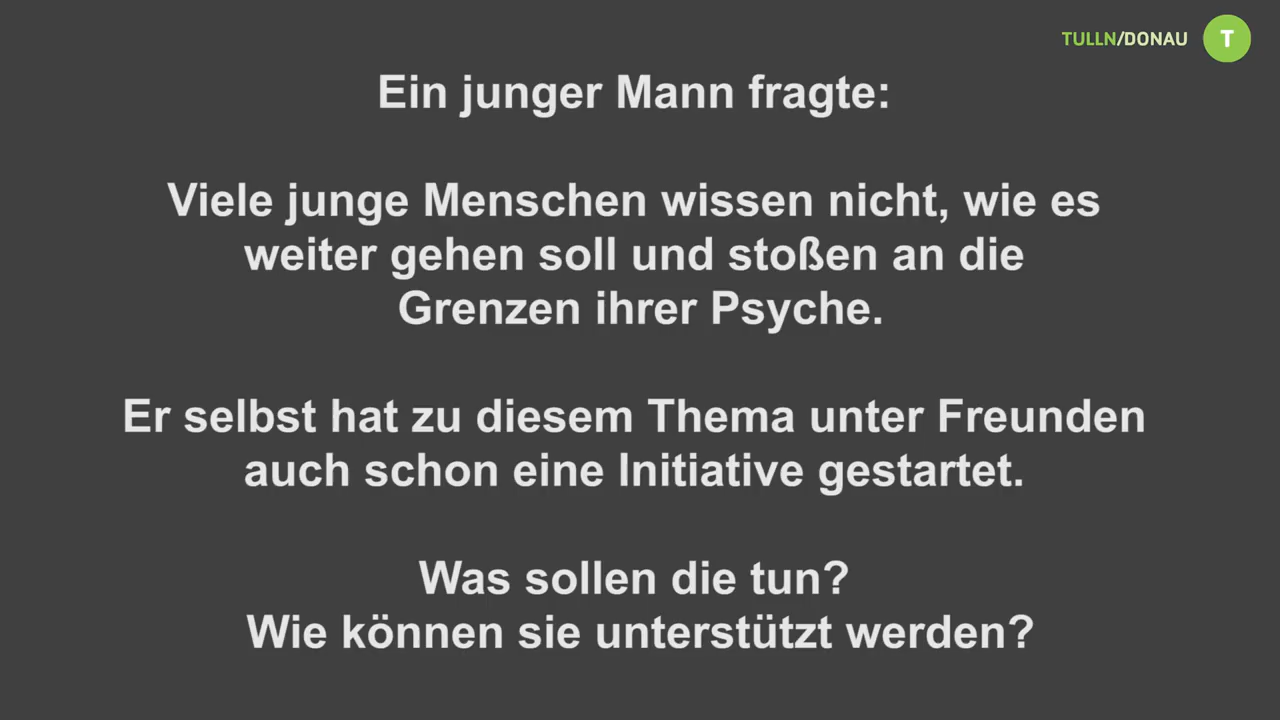 TULLN/DONAU T
Ein junger Mann fragte:
Viele junge Menschen wissen nicht, wie es
weiter gehen soll und stoßen an die
Grenzen ihrer Psyche.
Er selbst hat zu diesem Thema unter Freunden
auch schon eine Initiative gestartet.
Was sollen die tun?
Wie können sie unterstützt werden?